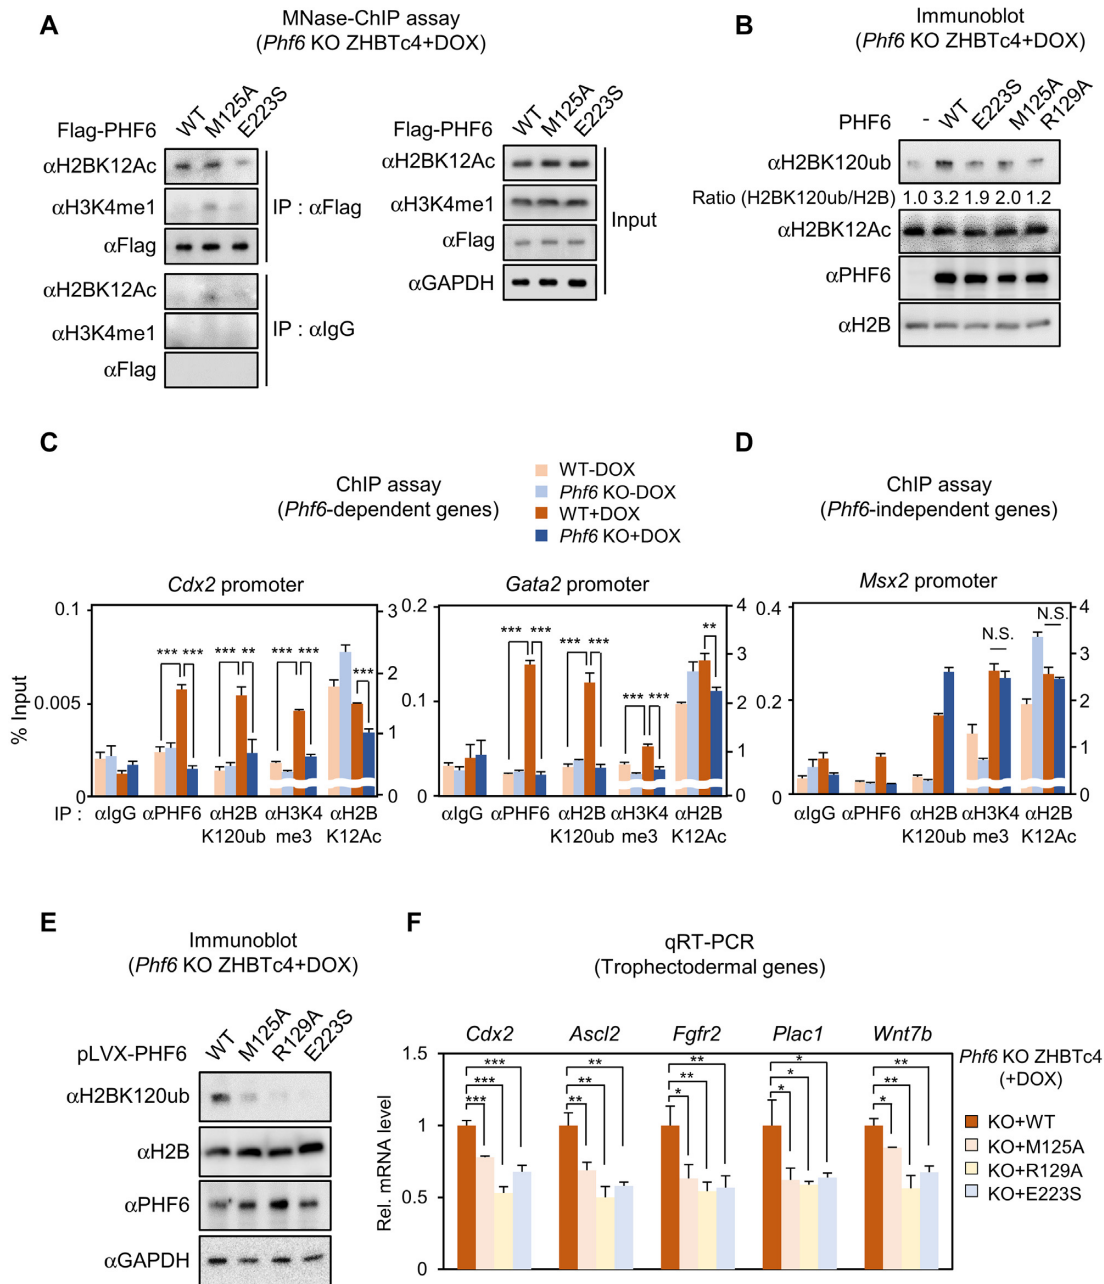 A
MNase-ChIP assay
(Phf6 KO ZHBTc4+DOX)
Flag-PHF6
WT
M125A
E223S
αH2BK12Ac
αH3K4me1
αFlag
IP : αFlag
αH2BK12Ac
αH3K4me1
αFlag
IP : αIgG
Flag-PHF6
WT
M125A
E223S
αH2BK12Ac
αH3K4me1
αFlag
αGAPDH
Input
B
Immunoblot
(Phf6 KO ZHBTc4+DOX)
PHF6
- WT E223S M125A R129A
αH2BK120ub
Ratio (H2BK120ub/H2B) 1.0 3.2 1.9 2.0 1.2
αH2BK12Ac
αPHF6
αH2B
C
ChIP assay
(Phf6-dependent genes)
WT-DOX
Phf6 KO-DOX
WT+DOX
Phf6 KO+DOX
Cdx2 promoter
% Input
0.1
0.005
0
3
2
1
0
*** *** *** ** *** *** ***
IP : αIgG αPHF6 αH2B αH3K4 αH2B
K120ub me3 K12Ac
Gata2 promoter
0.2
0.1
0
4
3
2
1
0
*** *** *** *** *** *** **
αIgG αPHF6 αH2B αH3K4 αH2B
K120ub me3 K12Ac
D
ChIP assay
(Phf6-independent genes)
Msx2 promoter
0.4
0.2
0
4
3
2
1
0
N.S. N.S.
αIgG αPHF6 αH2B αH3K4 αH2B
K120ub me3 K12Ac
E
Immunoblot
(Phf6 KO ZHBTc4+DOX)
pLVX-PHF6
WT
M125A
R129A
E223S
αH2BK120ub
αH2B
αPHF6
αGAPDH
F
qRT-PCR
(Trophectodermal genes)
Cdx2 Ascl2 Fgfr2 Plac1 Wnt7b
Rel. mRNA level
1.5
1
0.5
0
*** ** ** * **
*** ** ** * **
*** ** * * *
Phf6 KO ZHBTc4
(+DOX)
KO+WT
KO+M125A
KO+R129A
KO+E223S